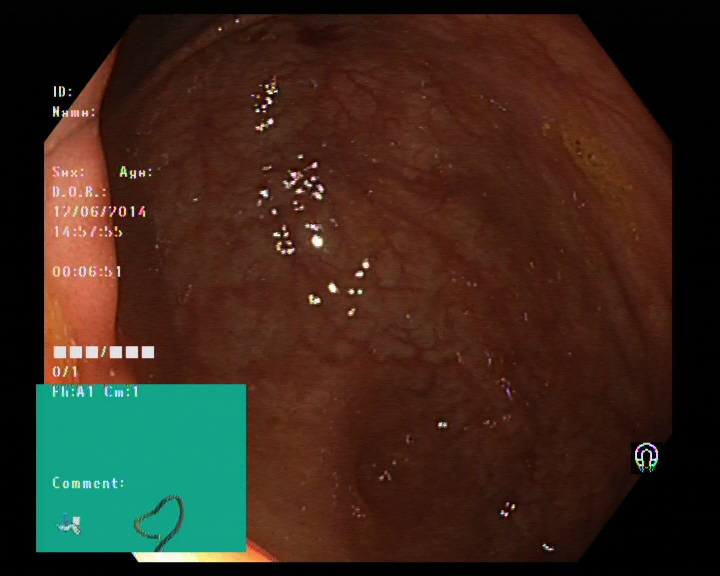 ID:
Name:
Sex: Age:
D.O.B.:
12/06/2014
14:57:55
00:06:51
■■■/■■■
0/1
Eh:A1 Cm:1
Comment: